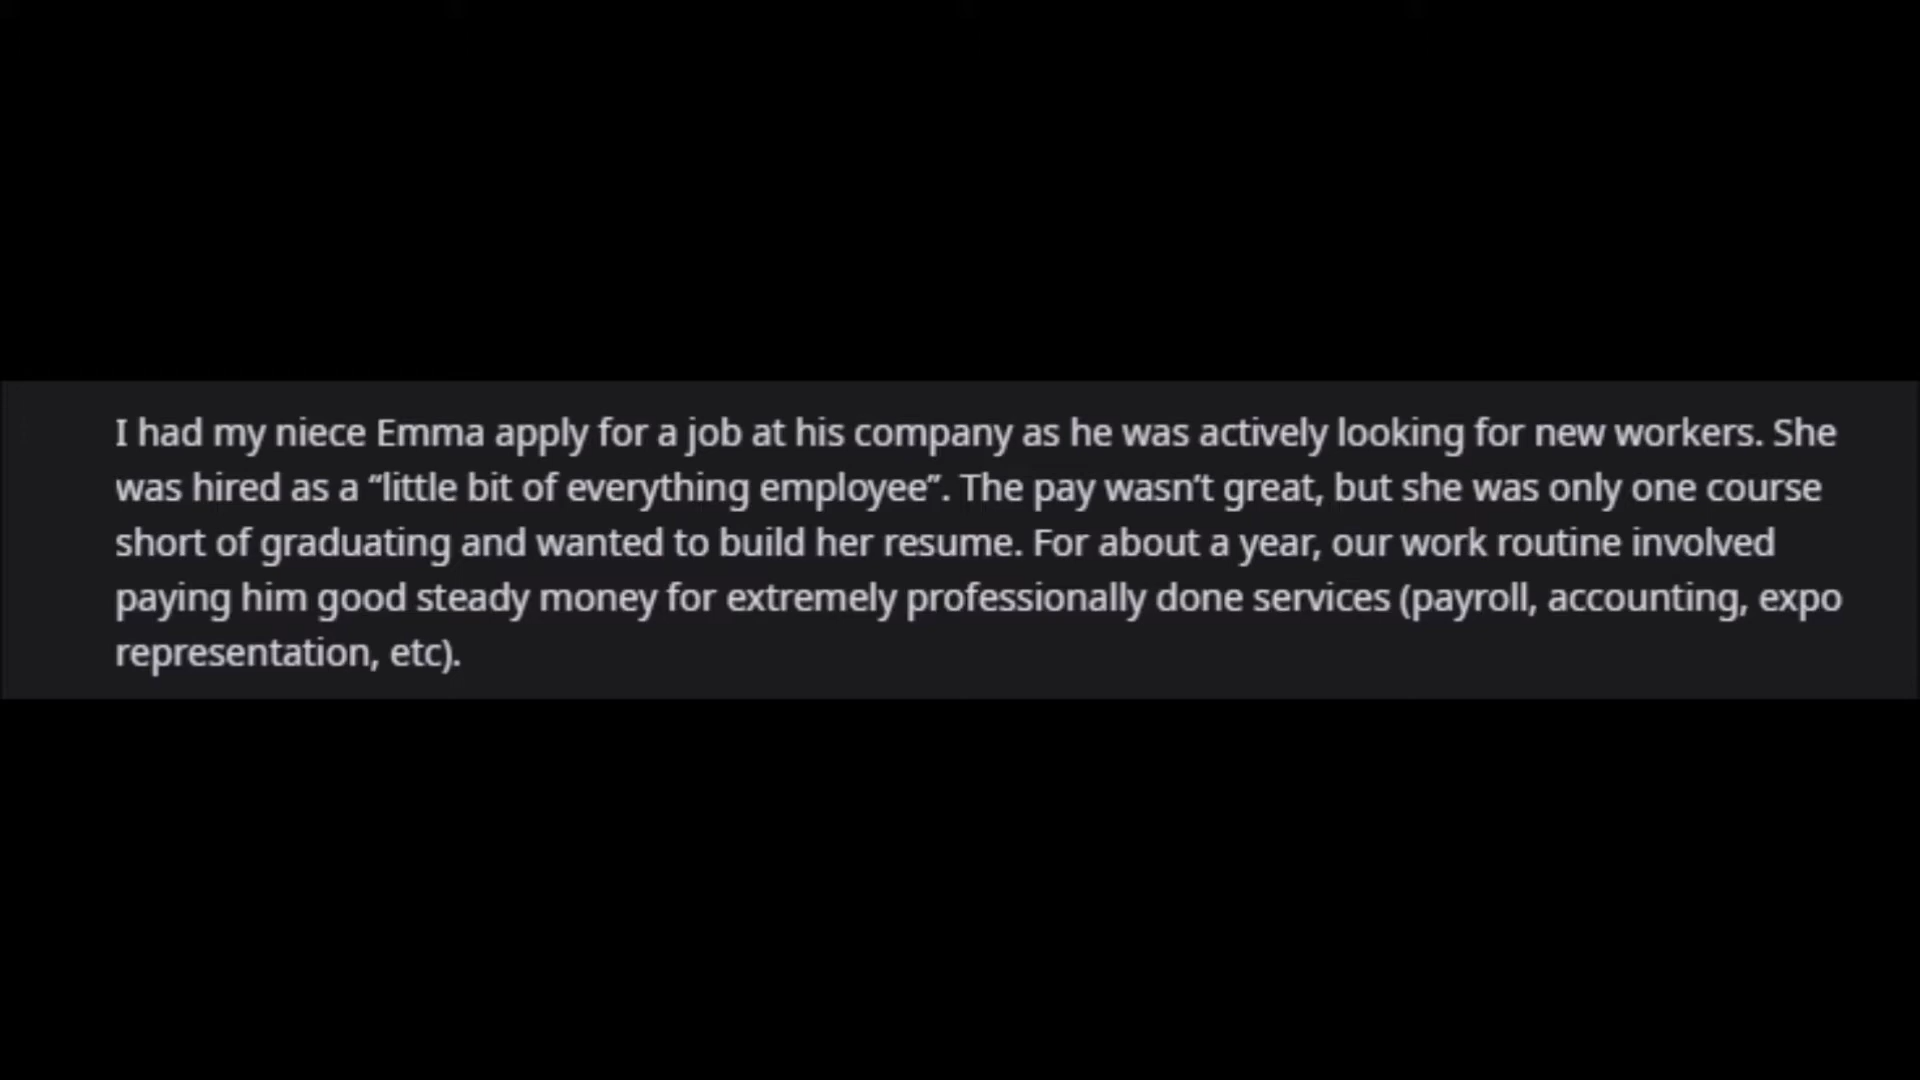 I had my niece Emma apply for a job at his company as he was actively looking for new workers. She
was hired as a “little bit of everything employee”. The pay wasn’t great, but she was only one course
short of graduating and wanted to build her resume. For about a year, our work routine involved
paying him good steady money for extremely professionally done services (payroll, accounting, expo
representation, etc).